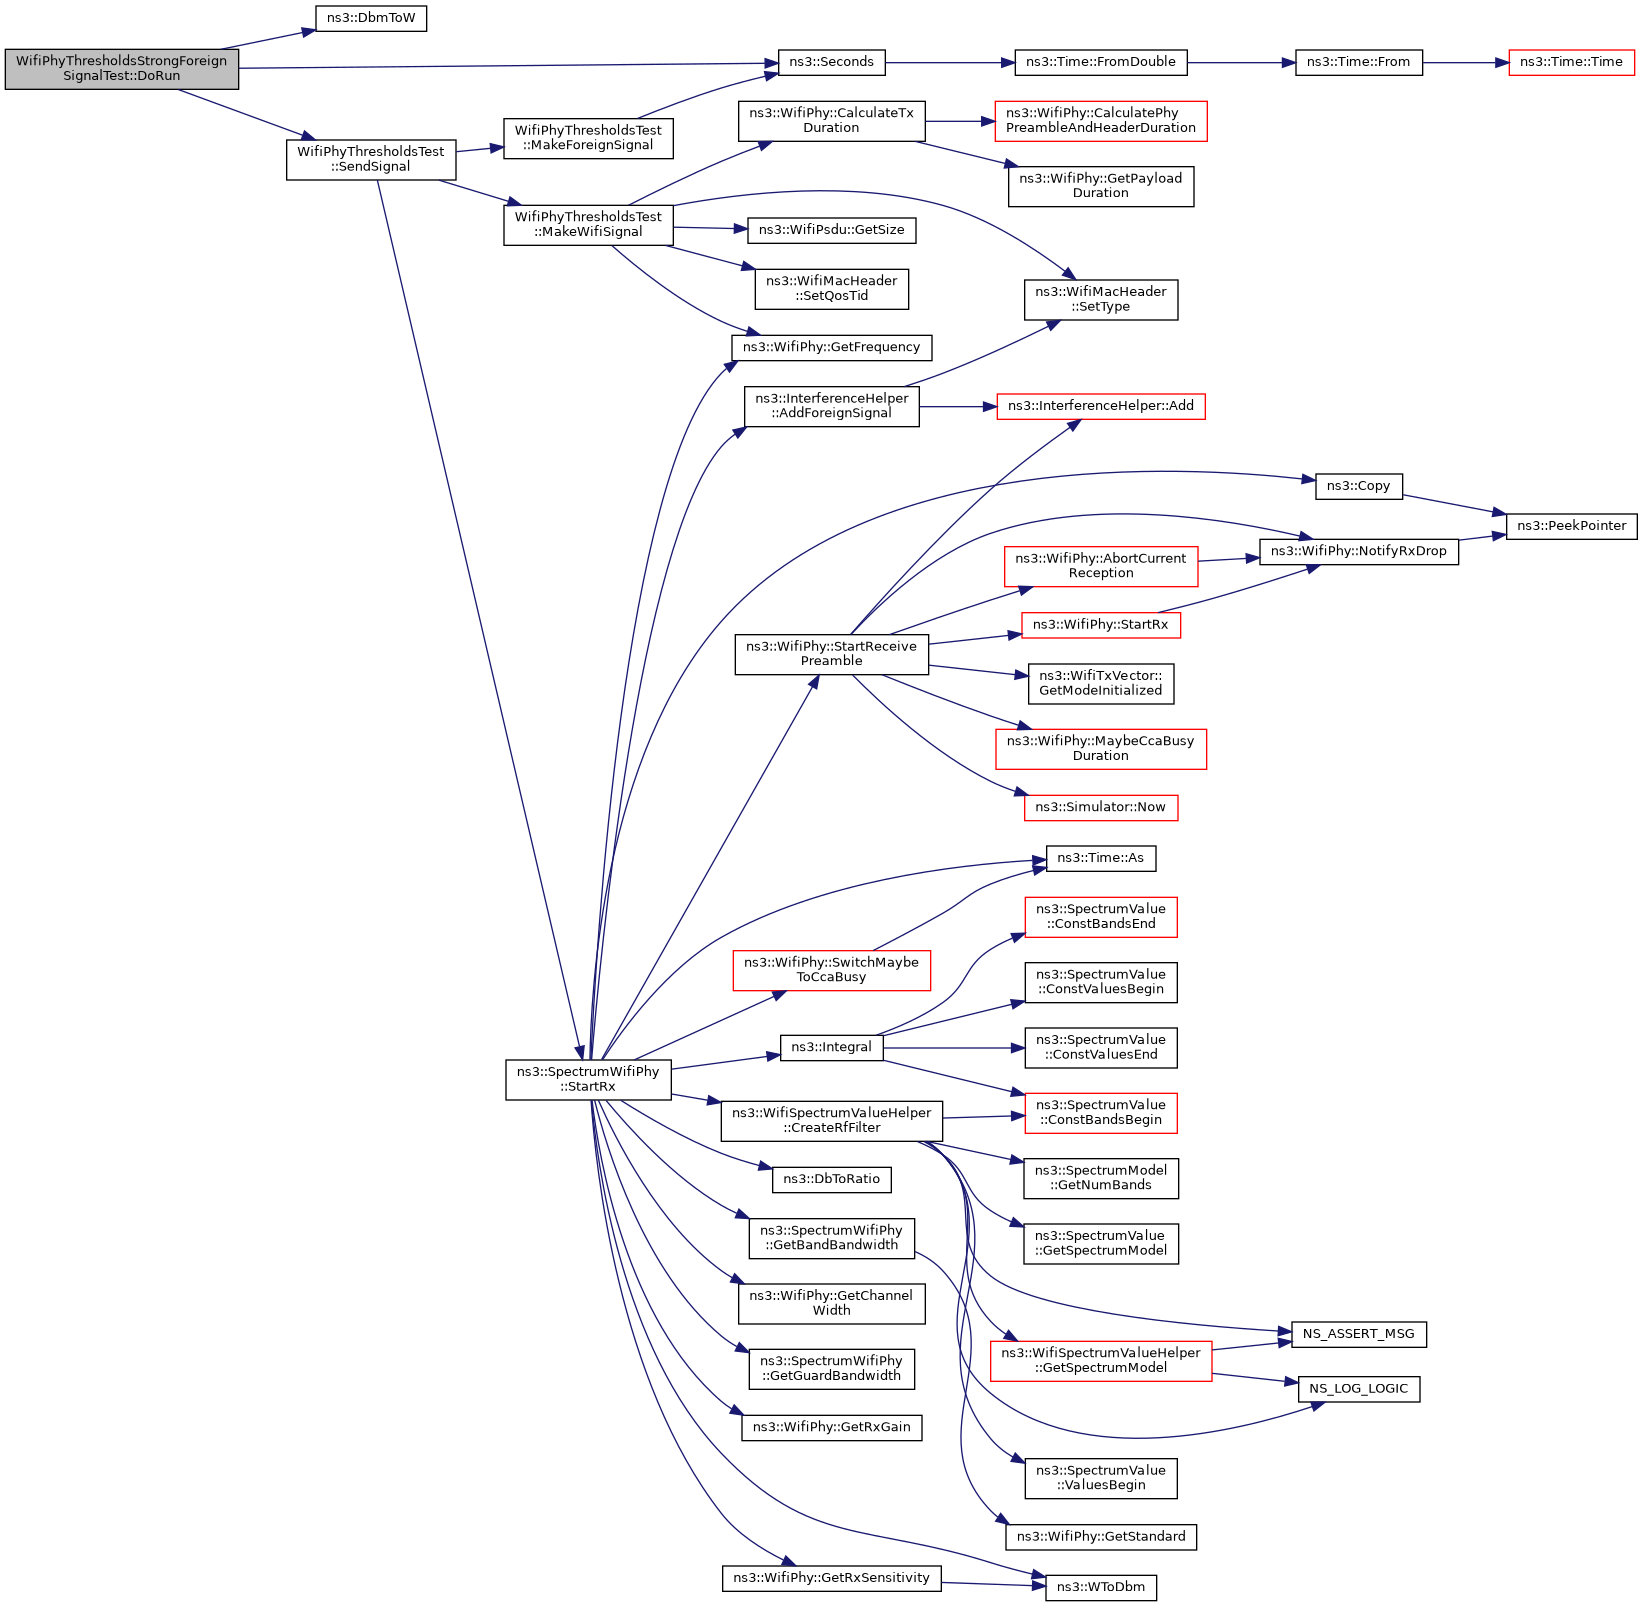 ns3::DbmToW
WifiPhyThresholdsStrongForeign
SignalTest::DoRun
ns3::Seconds
ns3::Time::FromDouble
ns3::Time::From
ns3::Time::Time
WifiPhyThresholdsTest
::SendSignal
WifiPhyThresholdsTest
::MakeForeignSignal
ns3::WifiPhy::CalculateTx
Duration
ns3::WifiPhy::CalculatePhy
PreambleAndHeaderDuration
ns3::WifiPhy::GetPayload
Duration
WifiPhyThresholdsTest
::MakeWifiSignal
ns3::WifiPsdu::GetSize
ns3::WifiMacHeader
::SetQosTid
ns3::WifiMacHeader
::SetType
ns3::WifiPhy::GetFrequency
ns3::InterferenceHelper
::AddForeignSignal
ns3::InterferenceHelper::Add
ns3::Copy
ns3::PeekPointer
ns3::WifiPhy::NotifyRxDrop
ns3::WifiPhy::AbortCurrent
Reception
ns3::WifiPhy::StartRx
ns3::WifiPhy::StartReceive
Preamble
ns3::WifiTxVector::
GetModeInitialized
ns3::WifiPhy::MaybeCcaBusy
Duration
ns3::Simulator::Now
ns3::Time::As
ns3::SpectrumValue
::ConstBandsEnd
ns3::WifiPhy::SwitchMaybe
ToCcaBusy
ns3::SpectrumValue
::ConstValuesBegin
ns3::Integral
ns3::SpectrumValue
::ConstValuesEnd
ns3::SpectrumWifiPhy
::StartRx
ns3::WifiSpectrumValueHelper
::CreateRfFilter
ns3::SpectrumValue
::ConstBandsBegin
ns3::DbToRatio
ns3::SpectrumModel
::GetNumBands
ns3::SpectrumWifiPhy
::GetBandBandwidth
ns3::SpectrumValue
::GetSpectrumModel
ns3::WifiPhy::GetChannel
Width
NS_ASSERT_MSG
ns3::SpectrumWifiPhy
::GetGuardBandwidth
ns3::WifiSpectrumValueHelper
::GetSpectrumModel
NS_LOG_LOGIC
ns3::WifiPhy::GetRxGain
ns3::SpectrumValue
::ValuesBegin
ns3::WifiPhy::GetStandard
ns3::WifiPhy::GetRxSensitivity
ns3::WToDbm